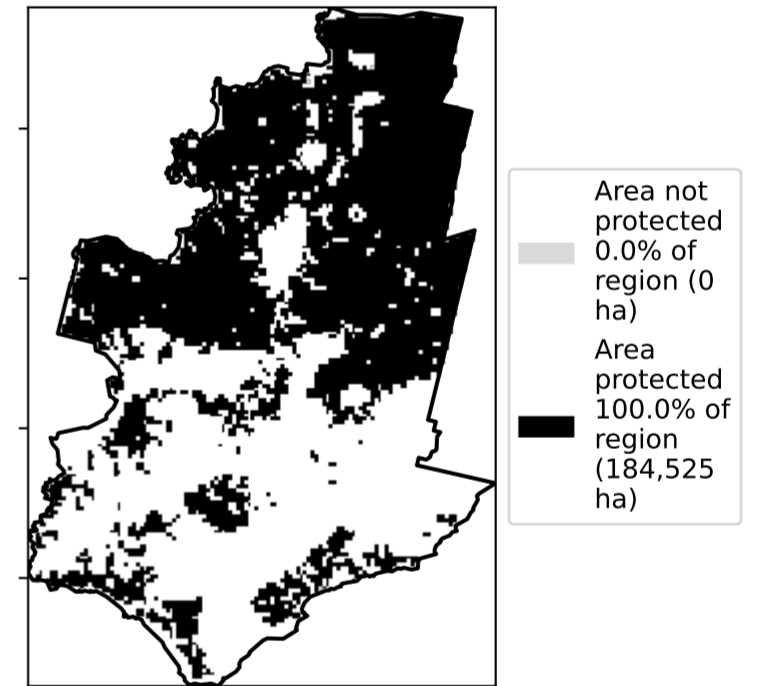 Area not
protected
0.0% of
region (0
ha)
Area
protected
100.0% of
region
(184,525
ha)